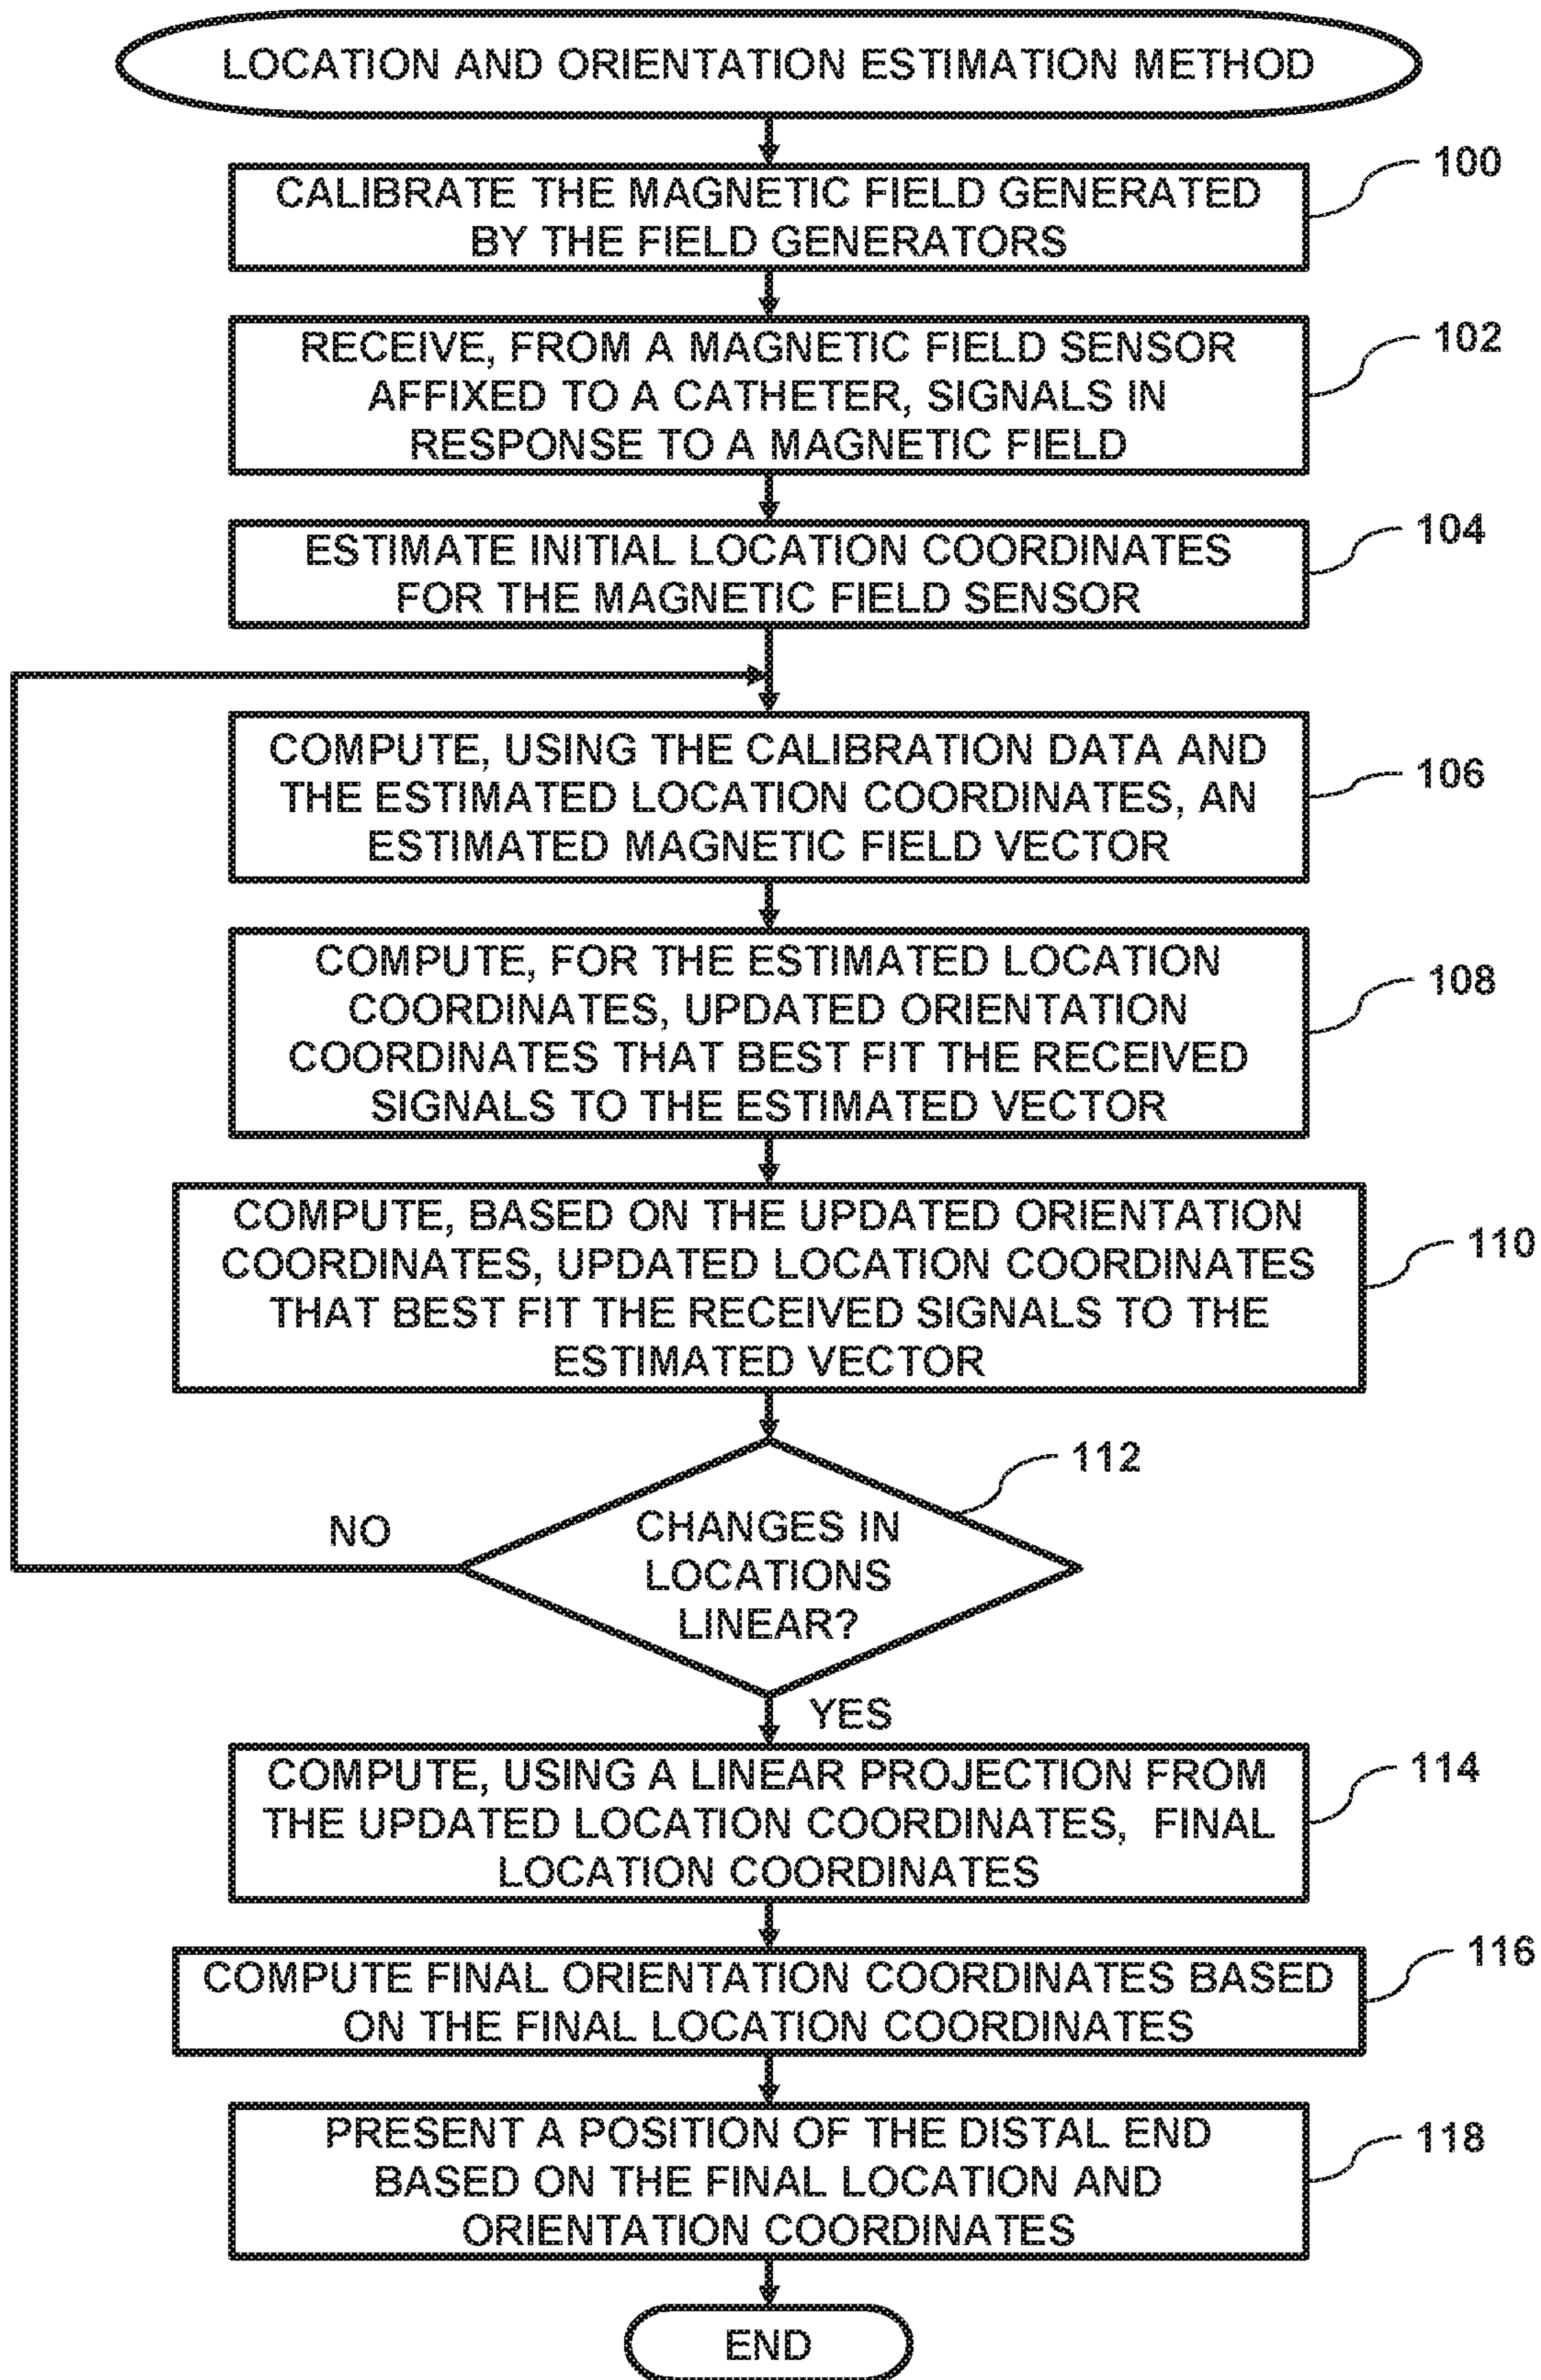 LOCATION AND ORIENTATION ESTIMATION METHOD
100
CALIBRATE THE MAGNETIC FIELD GENERATED
BY THE FIELD GENERATORS
102
RECEIVE, FROM A MAGNETIC FIELD SENSOR
AFFIXED TO A CATHETER, SIGNALS IN
RESPONSE TO A MAGNETIC FIELD
104
ESTIMATE INITIAL LOCATION COORDINATES
FOR THE MAGNETIC FIELD SENSOR
106
COMPUTE, USING THE CALIBRATION DATA AND
THE ESTIMATED LOCATION COORDINATES, AN
ESTIMATED MAGNETIC FIELD VECTOR
108
COMPUTE, FOR THE ESTIMATED LOCATION
COORDINATES, UPDATED ORIENTATION
COORDINATES THAT BEST FIT THE RECEIVED
SIGNALS TO THE ESTIMATED VECTOR
110
COMPUTE, BASED ON THE UPDATED ORIENTATION
COORDINATES, UPDATED LOCATION COORDINATES
THAT BEST FIT THE RECEIVED SIGNALS TO THE
ESTIMATED VECTOR
112
NO
CHANGES IN
LOCATIONS
LINEAR?
YES
114
COMPUTE, USING A LINEAR PROJECTION FROM
THE UPDATED LOCATION COORDINATES, FINAL
LOCATION COORDINATES
116
COMPUTE FINAL ORIENTATION COORDINATES BASED
ON THE FINAL LOCATION COORDINATES
118
PRESENT A POSITION OF THE DISTAL END
BASED ON THE FINAL LOCATION AND
ORIENTATION COORDINATES
END